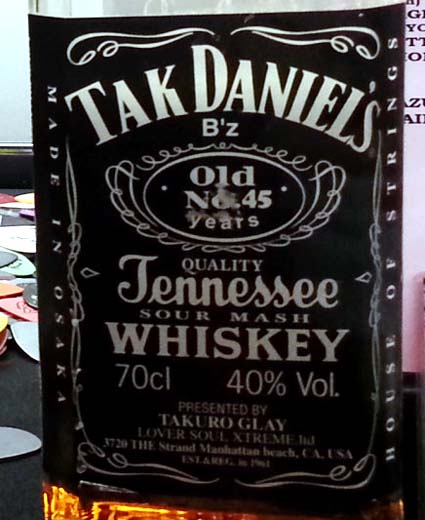 TAK DANIEL'S
B'z
Old
No.45
years
QUALITY
Tennessee
SOUR MASH
WHISKEY
70cl 40% Vol.
PRESENTED BY
TAKURO GLAY
LOVER SOUL XTREME.ltd
3720 THE Strand Manhattan beach, CA, USA
EST.&REG. in 1961
MADE IN OSAKA
HOUSE OF STRINGS